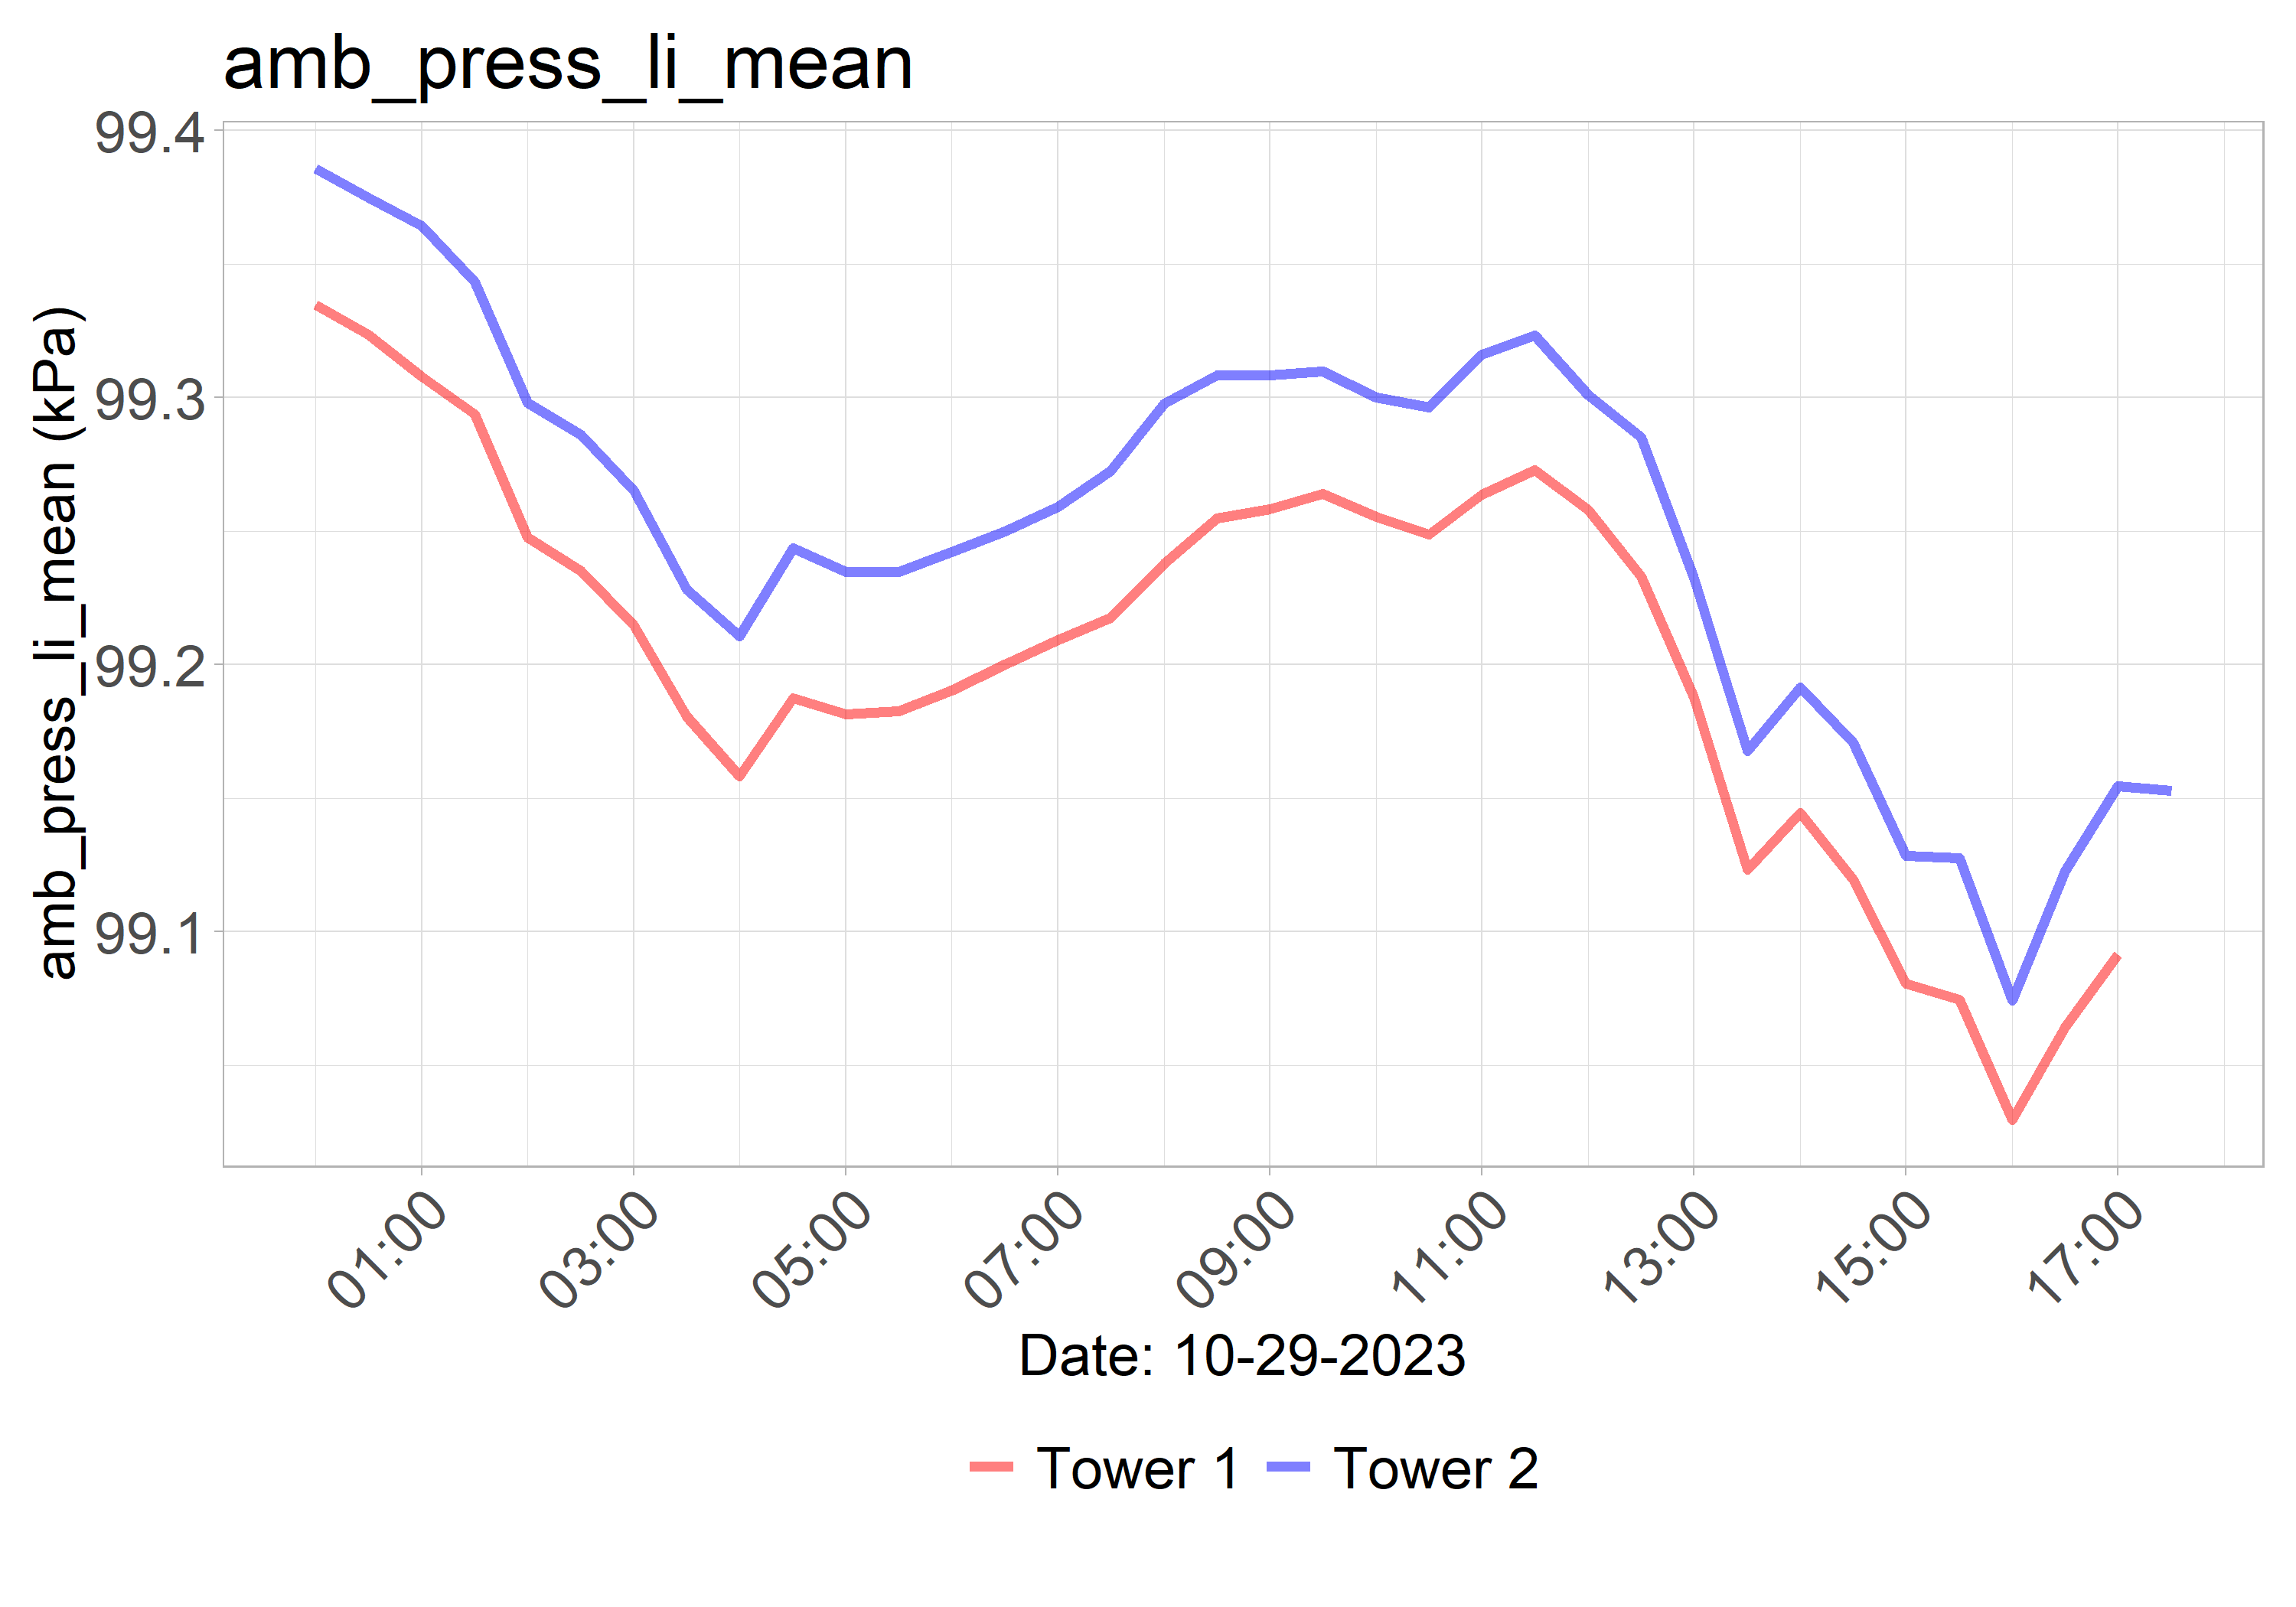 amb_press_li_mean
amb_press_li_mean (kPa)
99.4
99.3
99.2
99.1
01:00 03:00 05:00 07:00 09:00 11:00 13:00 15:00 17:00
Date: 10-29-2023
Tower 1 Tower 2